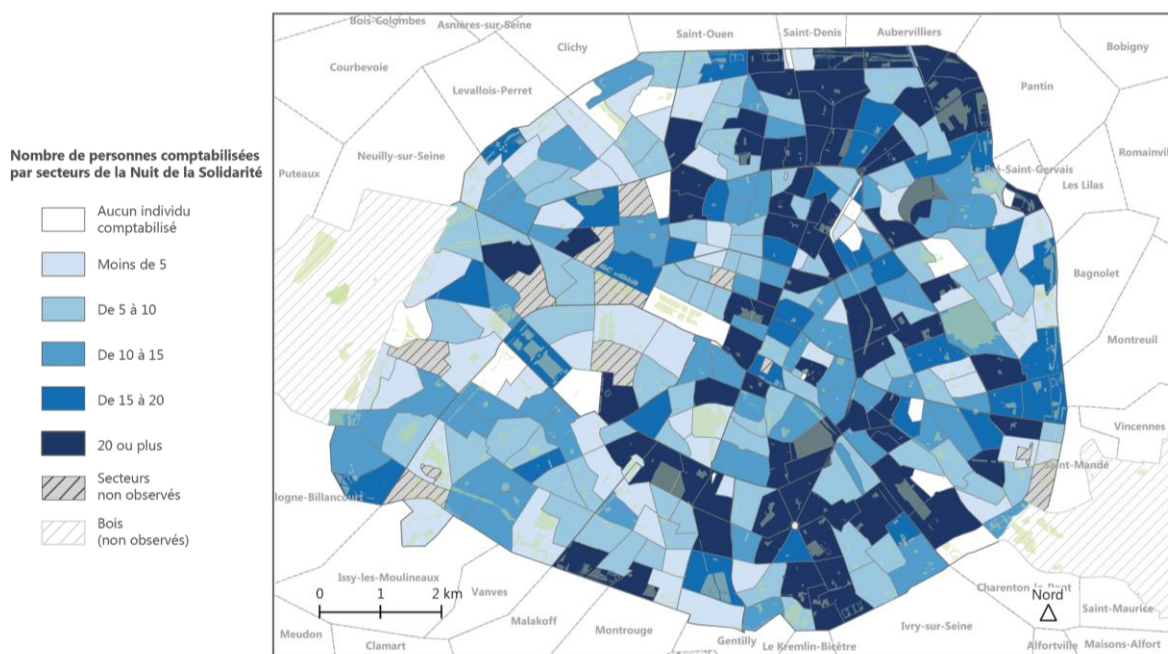 Nombre de personnes comptabilisées
par secteurs de la Nuit de la Solidarité
Aucun individu
comptabilisé
Moins de 5
De 5 à 10
De 10 à 15
De 15 à 20
20 ou plus
Secteurs
non observés
Bois
(non observés)
Bois-Colombes
Asnières-sur-Seine
Clichy
Saint-Ouen
Saint-Denis
Aubervilliers
Bobigny
Courbevoie
Levallois-Perret
Pantin
Neuilly-sur-Seine
Romainvil
Puteaux
Pré-Saint-Gervais
Les Lilas
Bagnolet
Montreuil
Vincennes
Saint-Mandé
ogne-Billancourt
Issy-les-Moulineaux
Vanves
Charenton-le-Pont
Nord
0 1 2 km
Malakoff
Montrouge
Ivry-sur-Seine
Saint-Maurice
Meudon
Clamart
Gentilly
Le Kremlin-Bicêtre
Alfortville
Maisons-Alfort